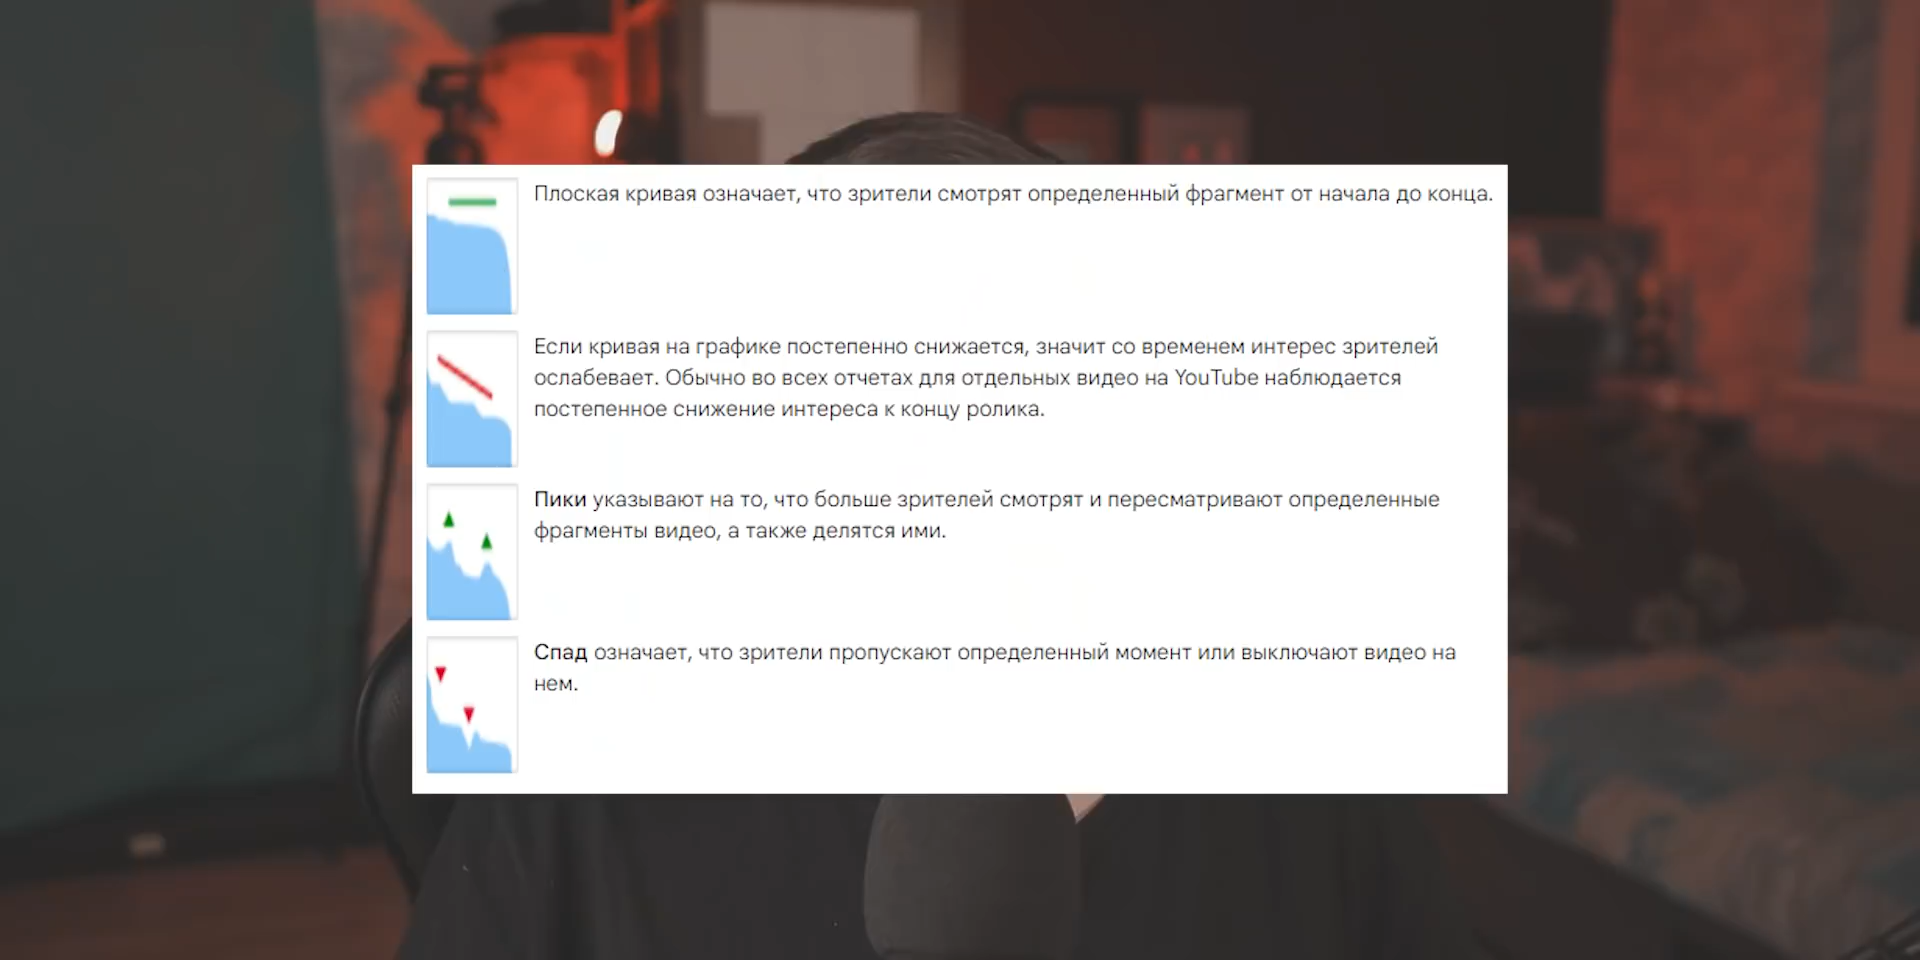 Плоская кривая означает, что зрители смотрят определенный фрагмент от начала до конца.
Если кривая на графике постепенно снижается, значит со временем интерес зрителей
ослабевает. Обычно во всех отчетах для отдельных видео на YouTube наблюдается
постепенное снижение интереса к концу ролика.
Пики указывают на то, что больше зрителей смотрят и пересматривают определенные
фрагменты видео, а также делятся ими.
Спад означает, что зрители пропускают определенный момент или выключают видео на
нем.